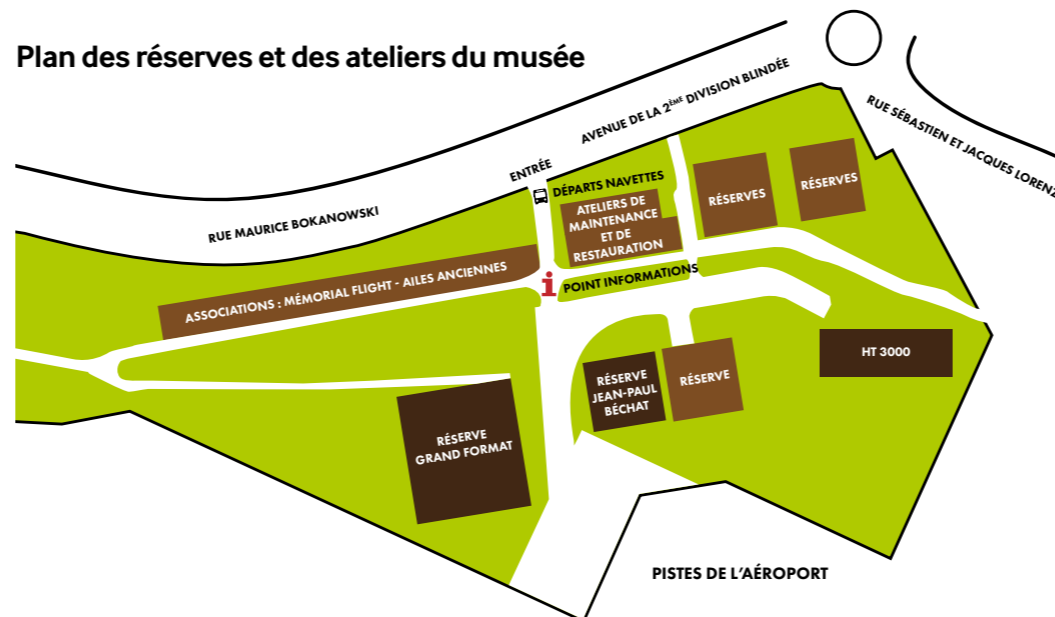 Plan des réserves et des ateliers du musée
AVENUE DE LA 2ÈME DIVISION BLINDÉE
RUE SÉBASTIEN ET JACQUES LORENZ
ENTRÉE
DÉPARTS NAVETTES
RUE MAURICE BOKANOWSKI
ATELIERS DE
MAINTENANCE
ET DE
RESTAURATION
RÉSERVES
RÉSERVES
ASSOCIATIONS : MÉMORIAL FLIGHT - AILES ANCIENNES
i
POINT INFORMATIONS
HT 3000
RÉSERVE
JEAN-PAUL
BÉCHAT
RÉSERVE
RÉSERVE
GRAND FORMAT
PISTES DE L'AÉROPORT